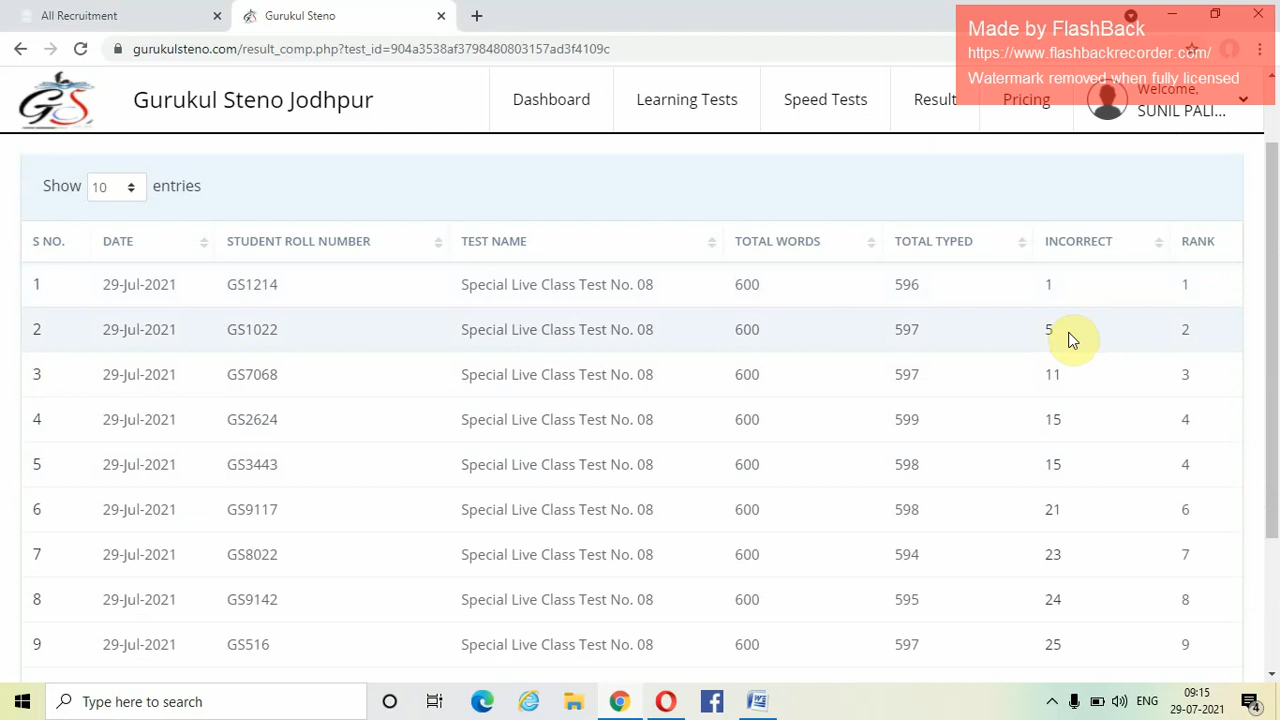 All Recruitment
Gurukul Steno
Made by FlashBack
gurukulsteno.com/result_comp.php?test_id=904a3538af3798480803157ad3f4109c
https://www.flashbackrecorder.com/
Watermark removed when fully licensed
GS
Gurukul Steno Jodhpur
Dashboard
Learning Tests
Speed Tests
Result
Pricing
Welcome,
SUNIL PALI...
Show 10 entries
S NO. DATE STUDENT ROLL NUMBER TEST NAME TOTAL WORDS TOTAL TYPED INCORRECT RANK
1 29-Jul-2021 GS1214 Special Live Class Test No. 08 600 596 1 1
2 29-Jul-2021 GS1022 Special Live Class Test No. 08 600 597 5 2
3 29-Jul-2021 GS7068 Special Live Class Test No. 08 600 597 11 3
4 29-Jul-2021 GS2624 Special Live Class Test No. 08 600 599 15 4
5 29-Jul-2021 GS3443 Special Live Class Test No. 08 600 598 15 4
6 29-Jul-2021 GS9117 Special Live Class Test No. 08 600 598 21 6
7 29-Jul-2021 GS8022 Special Live Class Test No. 08 600 594 23 7
8 29-Jul-2021 GS9142 Special Live Class Test No. 08 600 595 24 8
9 29-Jul-2021 GS516 Special Live Class Test No. 08 600 597 25 9
Type here to search
ENG
09:15
29-07-2021
4